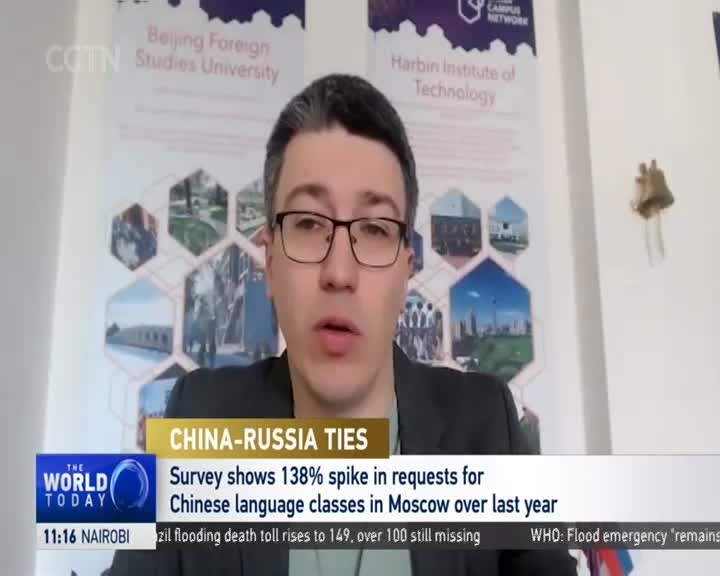 CGTN
Beijing Foreign
Studies University
CAMPUS
NETWORK
Harbin Institute of
Technology
CHINA-RUSSIA TIES
Survey shows 138% spike in requests for
Chinese language classes in Moscow over last year
THE
WORLD
TODAY
11:16 NAIROBI
flooding death toll rises to 149, over 100 still missing
WHO: Flood emergency "remains